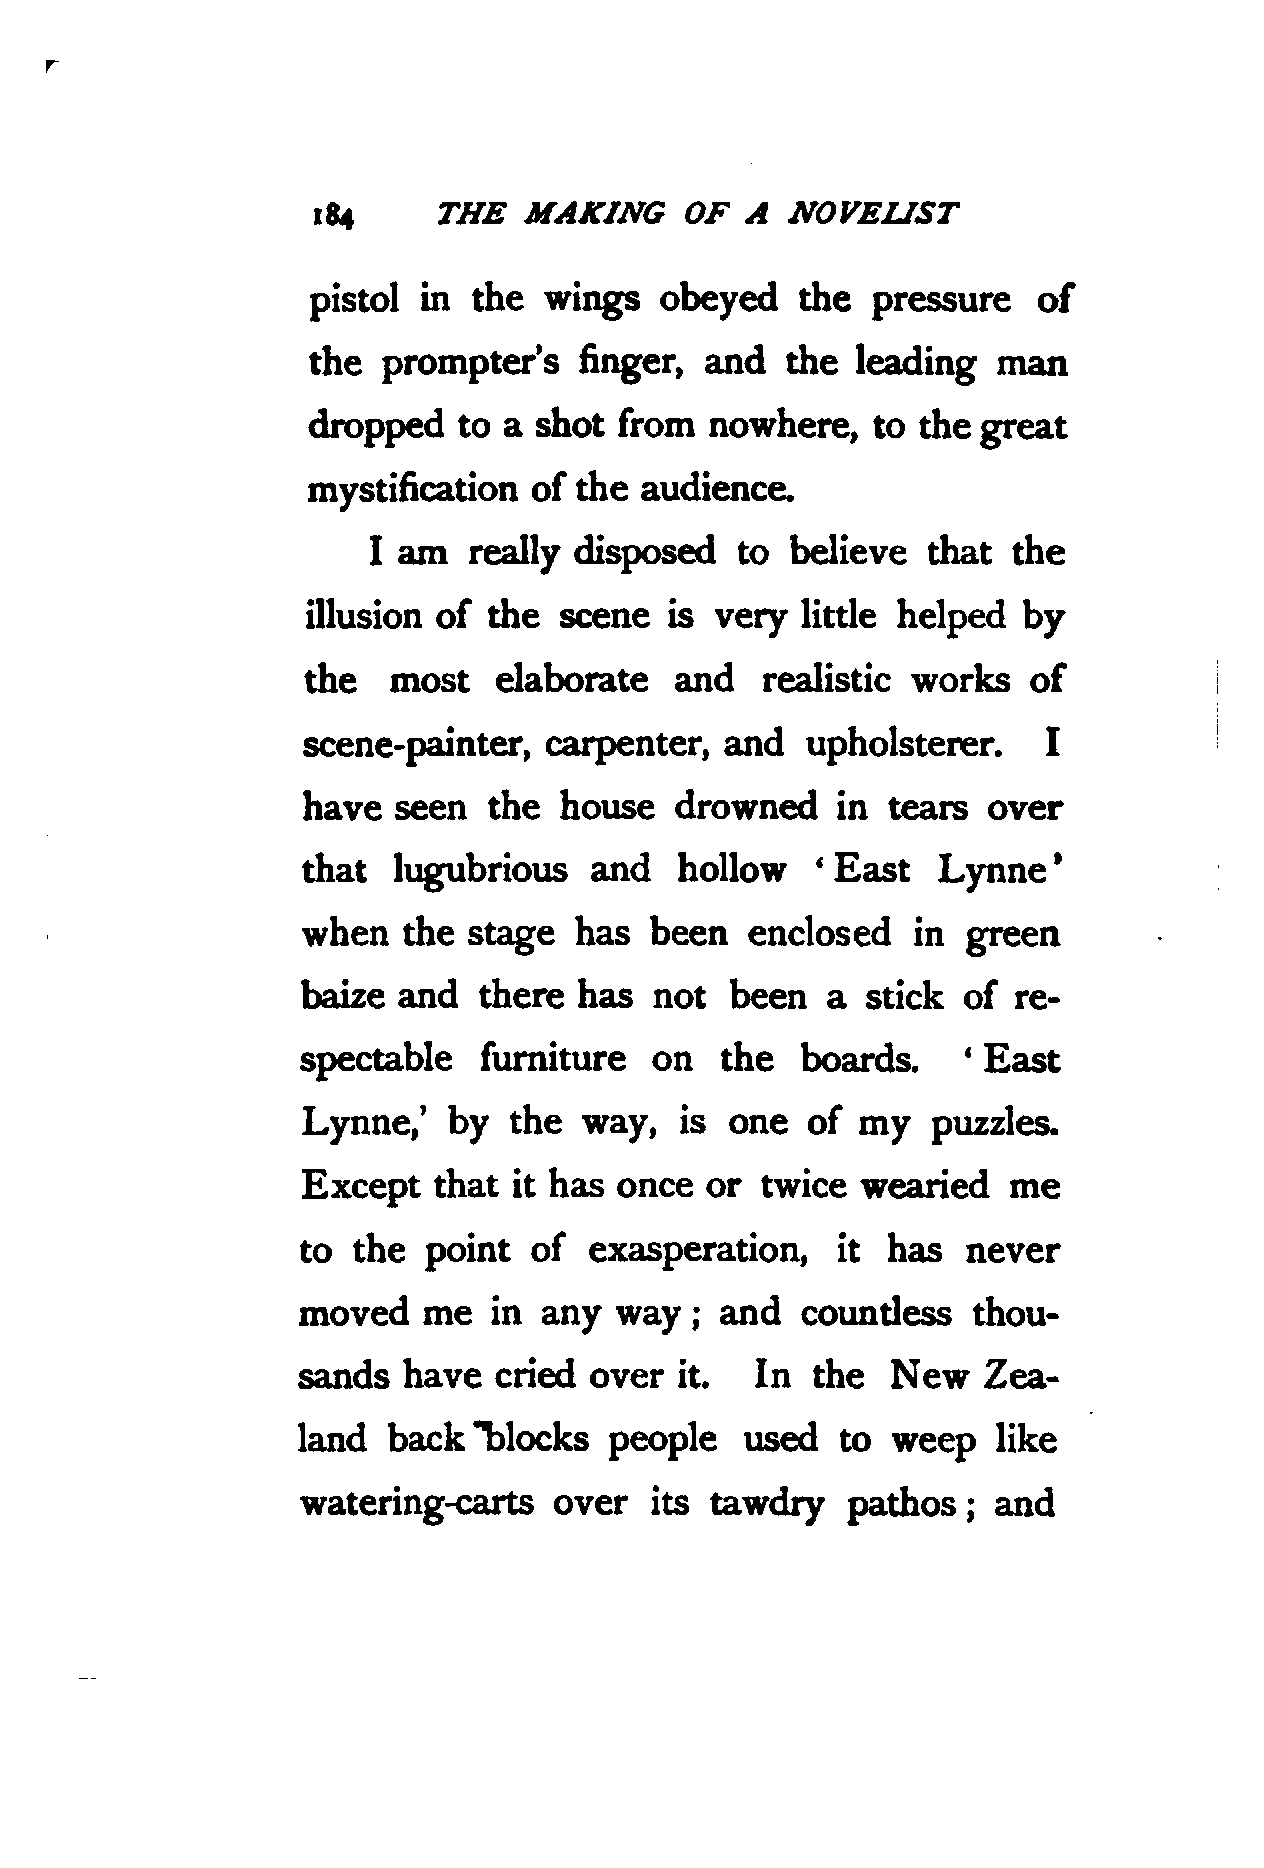 184 THE MAKING OF A NOVELIST
pistol in the wings obeyed the pressure of
the prompter's finger, and the leading man
dropped to a shot from nowhere, to the great
mystification of the audience.
I am really disposed to believe that the
illusion of the scene is very little helped by
the most elaborate and realistic works of
scene-painter, carpenter, and upholsterer. I
have seen the house drowned in tears over
that lugubrious and hollow ‘East Lynne’
when the stage has been enclosed in green
baize and there has not been a stick of re-
spectable furniture on the boards. ‘East
Lynne,’ by the way, is one of my puzzles.
Except that it has once or twice wearied me
to the point of exasperation, it has never
moved me in any way; and countless thou-
sands have cried over it. In the New Zea-
land back blocks people used to weep like
watering-carts over its tawdry pathos; and